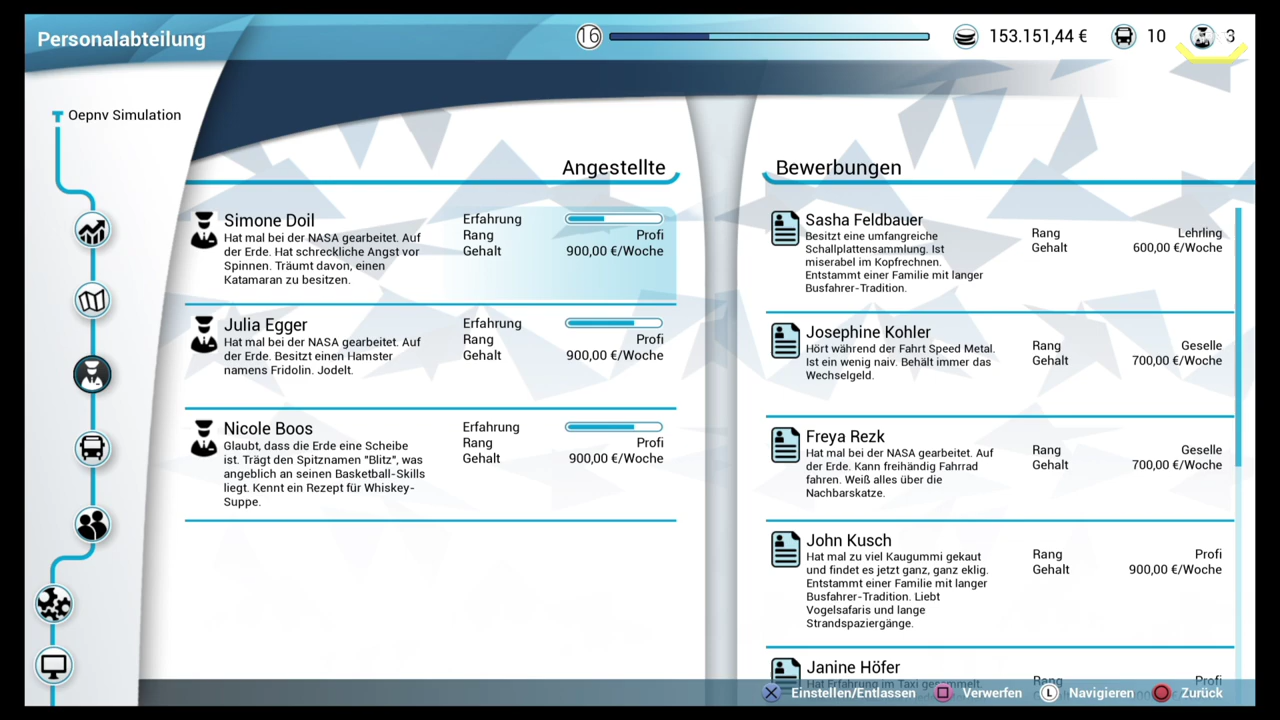 Personalabteilung
16
153.151,44 €
10
3
Oepnv Simulation
Angestellte
Simone Doil
Hat mal bei der NASA gearbeitet. Auf
der Erde. Hat schreckliche Angst vor
Spinnen. Träumt davon, einen
Katamaran zu besitzen.
Erfahrung
Rang Profi
Gehalt 900,00 €/Woche
Julia Egger
Hat mal bei der NASA gearbeitet. Auf
der Erde. Besitzt einen Hamster
namens Fridolin. Jodelt.
Erfahrung
Rang Profi
Gehalt 900,00 €/Woche
Nicole Boos
Glaubt, dass die Erde eine Scheibe
ist. Trägt den Spitznamen "Blitz", was
angeblich an seinen Basketball-Skills
liegt. Kennt ein Rezept für Whiskey-
Suppe.
Erfahrung
Rang Profi
Gehalt 900,00 €/Woche
Bewerbungen
Sasha Feldbauer
Besitzt eine umfangreiche
Schallplattensammlung. Ist
miserabel im Kopfrechnen.
Entstammt einer Familie mit langer
Busfahrer-Tradition.
Rang Lehrling
Gehalt 600,00 €/Woche
Josephine Kohler
Hört während der Fahrt Speed Metal.
Ist ein wenig naiv. Behält immer das
Wechselgeld.
Rang Geselle
Gehalt 700,00 €/Woche
Freya Rezk
Hat mal bei der NASA gearbeitet. Auf
der Erde. Kann freihändig Fahrrad
fahren. Weiß alles über die
Nachbarskatze.
Rang Geselle
Gehalt 700,00 €/Woche
John Kusch
Hat mal zu viel Kaugummi gekaut
und findet es jetzt ganz, ganz eklig.
Entstammt einer Familie mit langer
Busfahrer-Tradition. Liebt
Vogelsafaris und lange
Strandspaziergänge.
Rang Profi
Gehalt 900,00 €/Woche
Janine Höfer
Hat Erfahrung im Taxi gesammelt.
Rang Profi
Einstellen/Entlassen Verwerfen L Navigieren Zurück